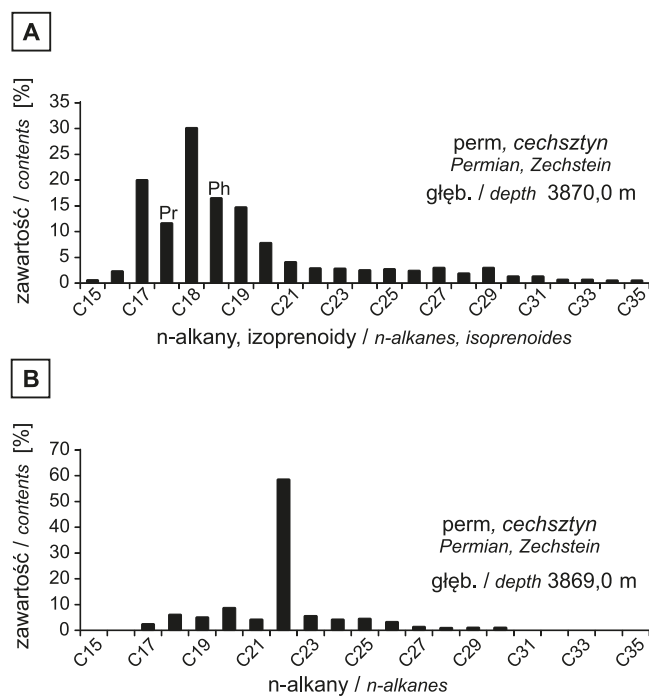 A
zawartość / contents [%]
35
30
25
20
15
10
5
0
Pr
Ph
perm, cechsztyn
Permian, Zechstein
głęb. / depth 3870,0 m
C15
C17
C18
C19
C21
C23
C25
C27
C29
C31
C33
C35
n-alkany, izoprenoidy / n-alkanes, isoprenoides
B
zawartość / contents [%]
70
60
50
40
30
20
10
0
perm, cechsztyn
Permian, Zechstein
głęb. / depth 3869,0 m
C15
C17
C19
C21
C23
C25
C27
C29
C31
C33
C35
n-alkany / n-alkanes